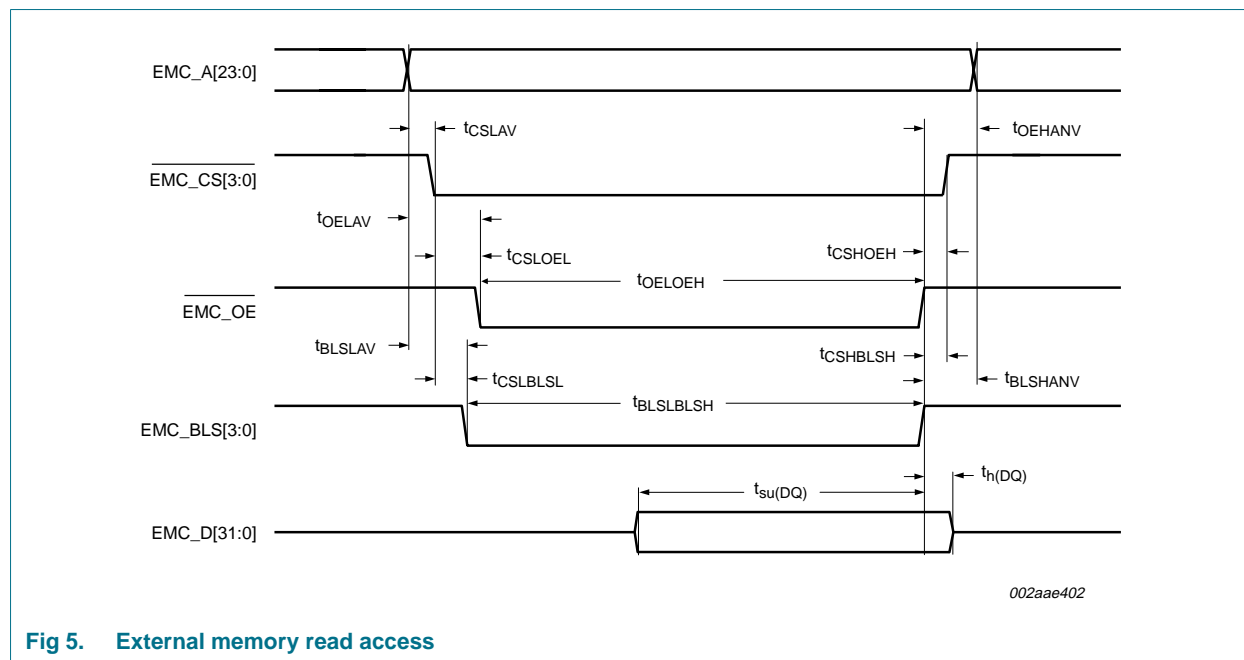 EMC_A[23:0]
tCSLAV
tOEHANV
EMC_CS[3:0]
tOELAV
tCSLOEL
tCSHOEH
tOELOEH
EMC_OE
tBLSLAV
tCSHBLSH
tCSLBLSL
tBLSHANV
tBLSLBLSH
EMC_BLS[3:0]
tsu(DQ)
th(DQ)
EMC_D[31:0]
002aae402
Fig 5. External memory read access